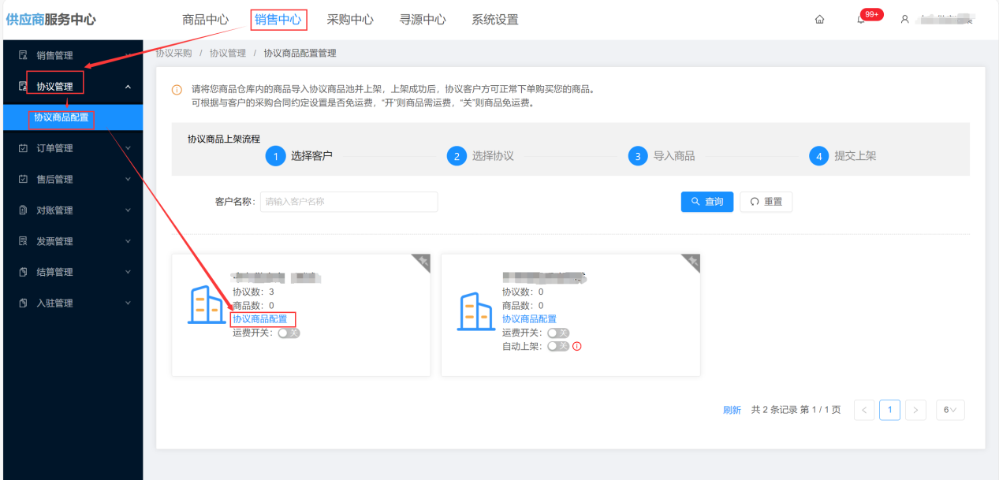 供应商服务中心
商品中心 销售中心 采购中心 寻源中心 系统设置
99+
销售管理
协议管理
协议商品配置
订单管理
售后管理
对账管理
发票管理
结算管理
入驻管理
协议采购 / 协议管理 / 协议商品配置管理
请将您商品仓库内的商品导入协议商品池并上架，上架成功后，协议客户方可正常下单购买您的商品。
可根据与客户的采购合同约定设置是否免运费，“开”则商品需运费，“关”则商品免运费。
协议商品上架流程
1 选择客户 2 选择协议 3 导入商品 4 提交上架
客户名称： 请输入客户名称 查询 重置
协议数：3
商品数：0
协议商品配置
运费开关： 关
协议数：0
商品数：0
协议商品配置
运费开关： 关
自动上架： 关
刷新 共 2 条记录 第 1 / 1 页 < 1 > 6